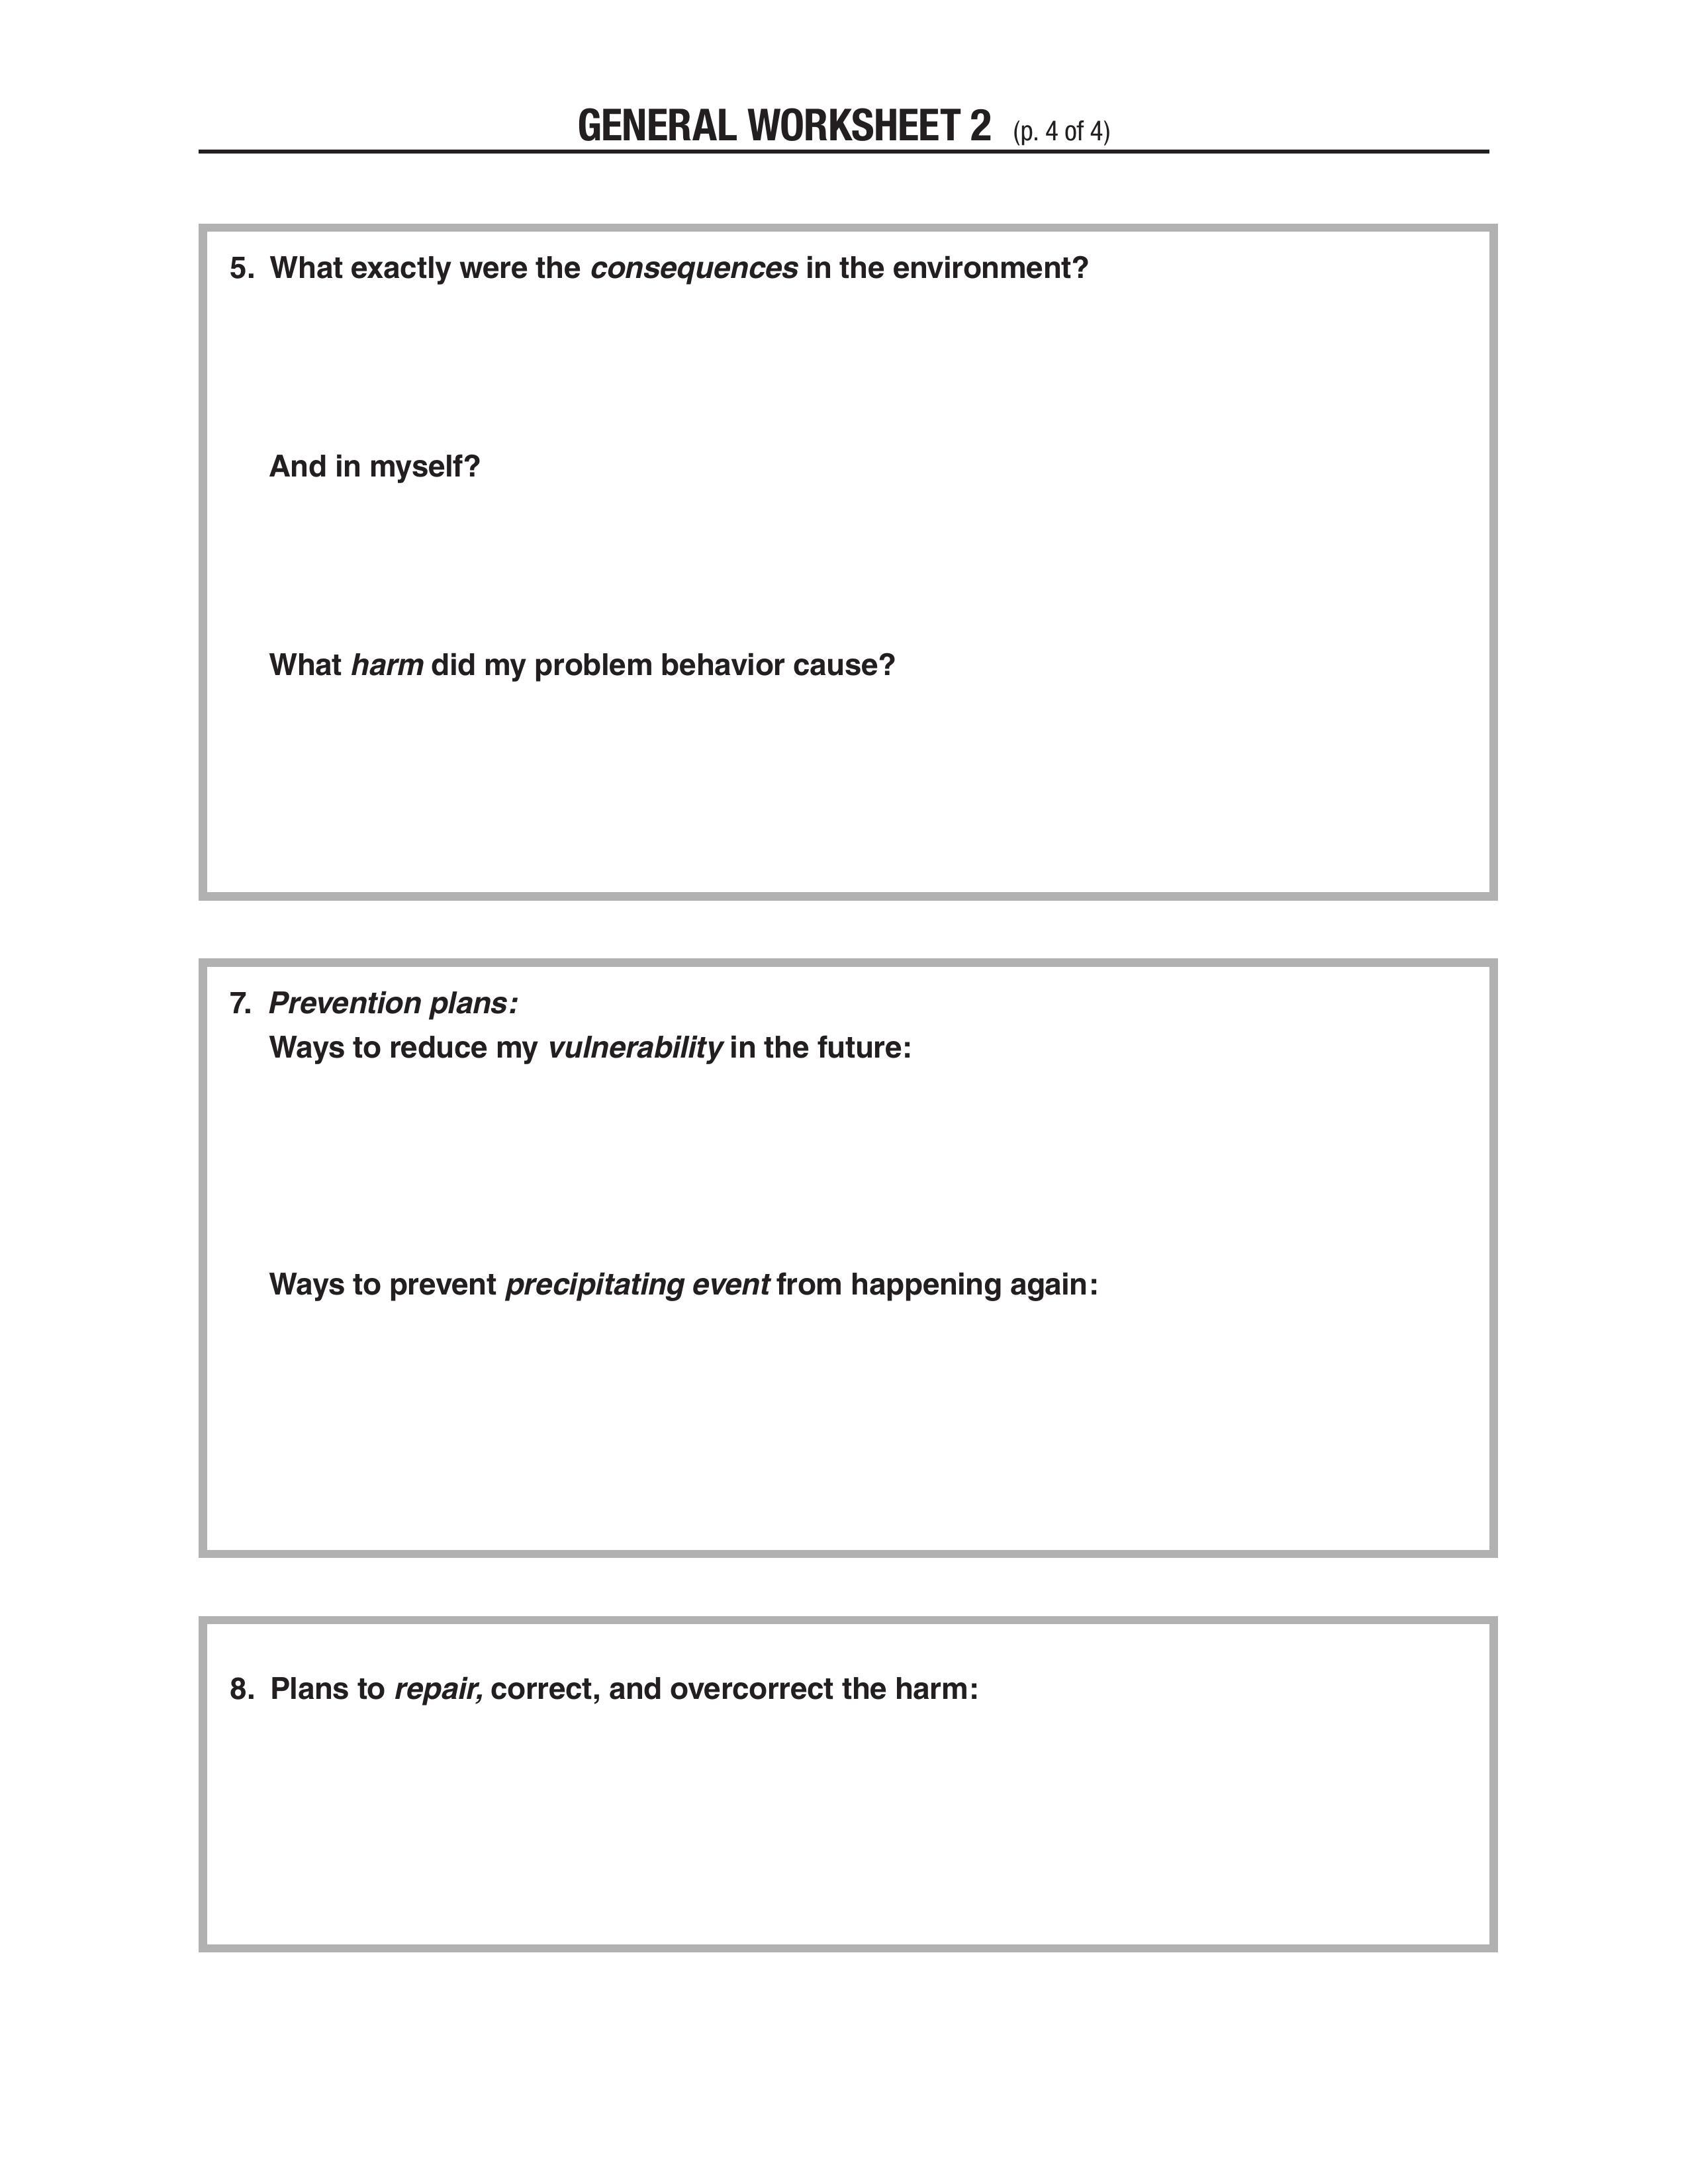 GENERAL WORKSHEET 2 (p. 4 of 4)
5. What exactly were the consequences in the environment?
And in myself?
What harm did my problem behavior cause?
7. Prevention plans:
Ways to reduce my vulnerability in the future:
Ways to prevent precipitating event from happening again:
8. Plans to repair, correct, and overcorrect the harm: